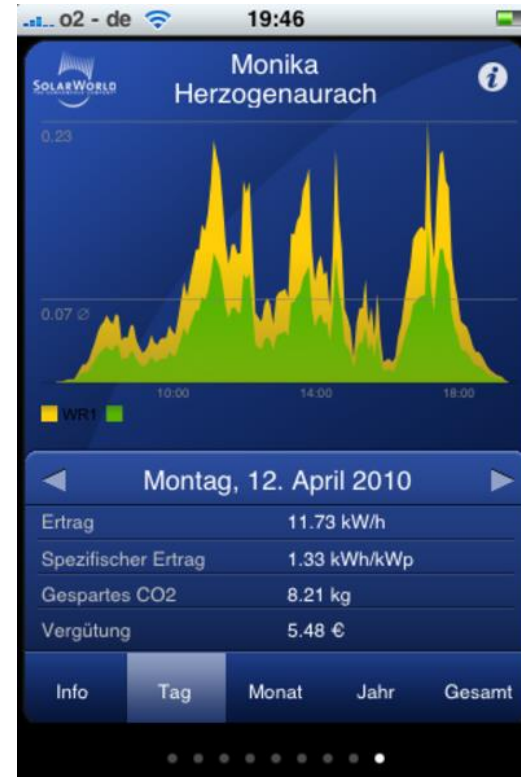 o2 - de 19:46
SOLARWORLD
Monika
Herzogenaurach
i
0.23
0.07 Ø
10:00 14:00 18:00
WR1
Montag, 12. April 2010
Ertrag 11.73 kW/h
Spezifischer Ertrag 1.33 kWh/kWp
Gespartes CO2 8.21 kg
Vergütung 5.48 €
Info Tag Monat Jahr Gesamt